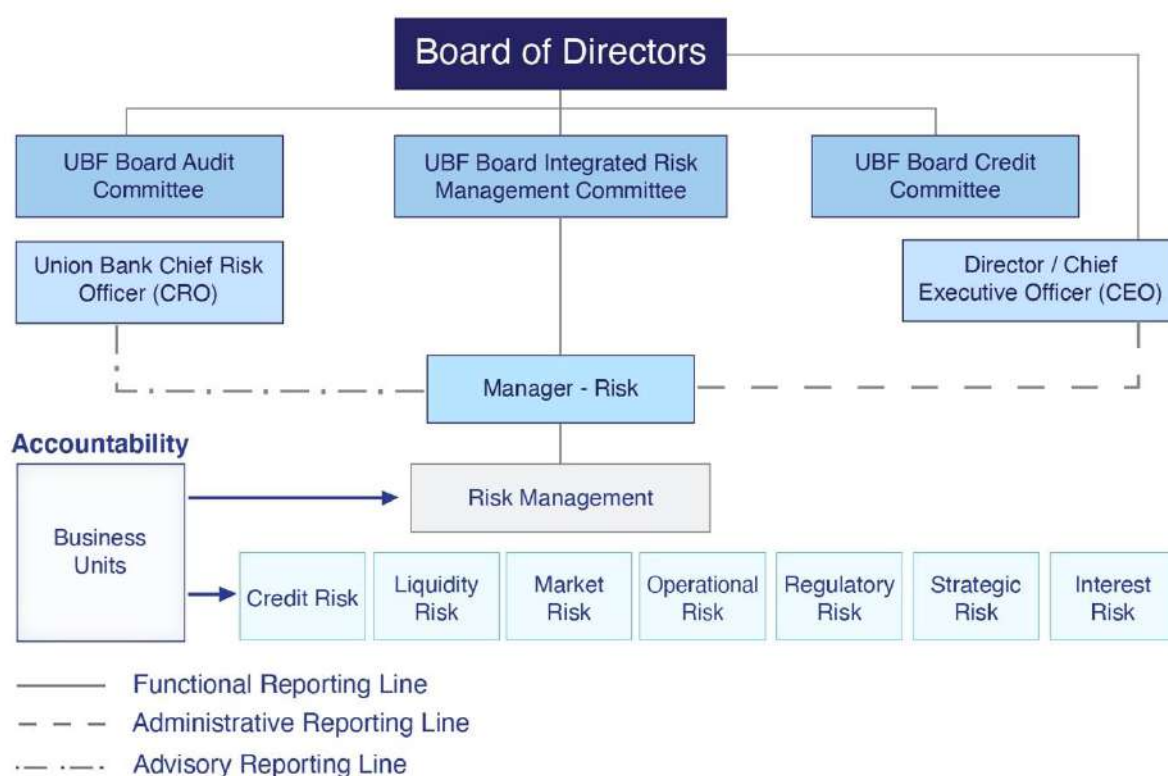 Board of Directors
UBF Board Audit
Committee
UBF Board Integrated Risk
Management Committee
UBF Board Credit
Committee
Union Bank Chief Risk
Officer (CRO)
Director / Chief
Executive Officer (CEO)
Manager - Risk
Accountability
Business
Units
Risk Management
Credit Risk
Liquidity
Risk
Market
Risk
Operational
Risk
Regulatory
Risk
Strategic
Risk
Interest
Risk
Functional Reporting Line
Administrative Reporting Line
Advisory Reporting Line